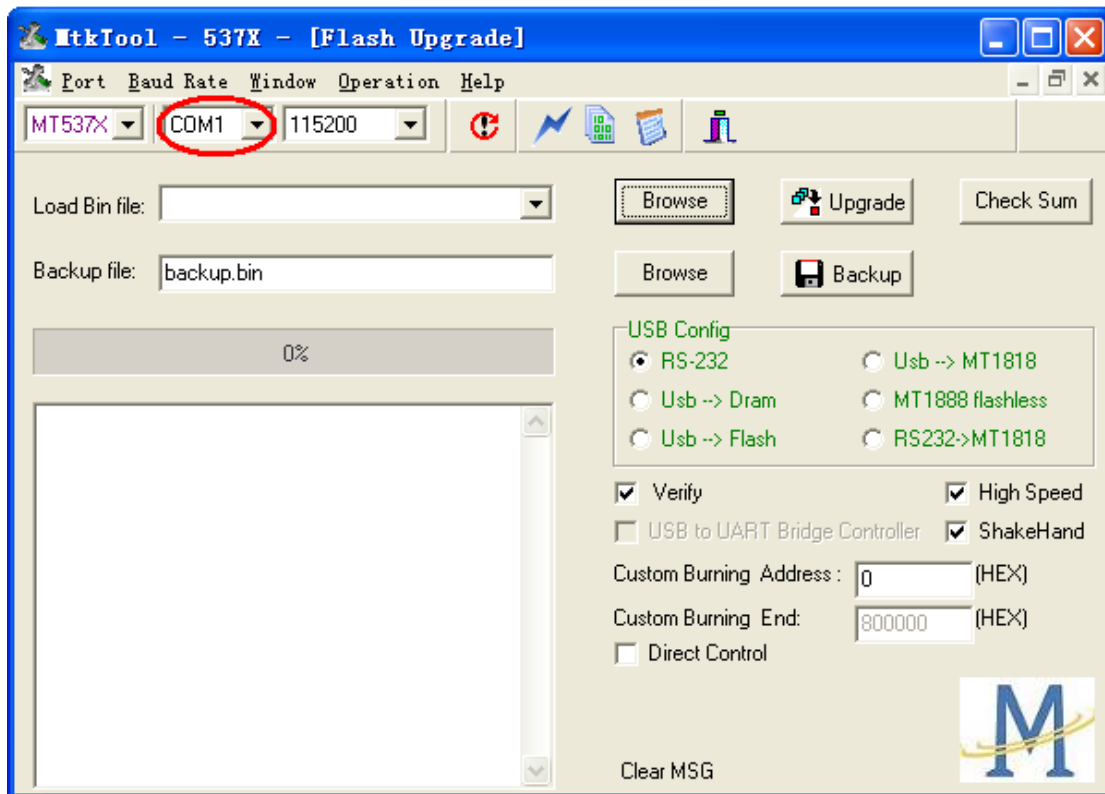 MtkTool - 537X - [Flash Upgrade]
Port Baud Rate Window Operation Help
MT537X COM1 115200
Load Bin file: Browse Upgrade Check Sum
Backup file: backup.bin Browse Backup
0%
USB Config
RS-232 Usb --> MT1818
Usb --> Dram MT1888 flashless
Usb --> Flash RS232->MT1818
Verify High Speed
USB to UART Bridge Controller ShakeHand
Custom Burning Address : 0 (HEX)
Custom Burning End: 800000 (HEX)
Direct Control
M
Clear MSG